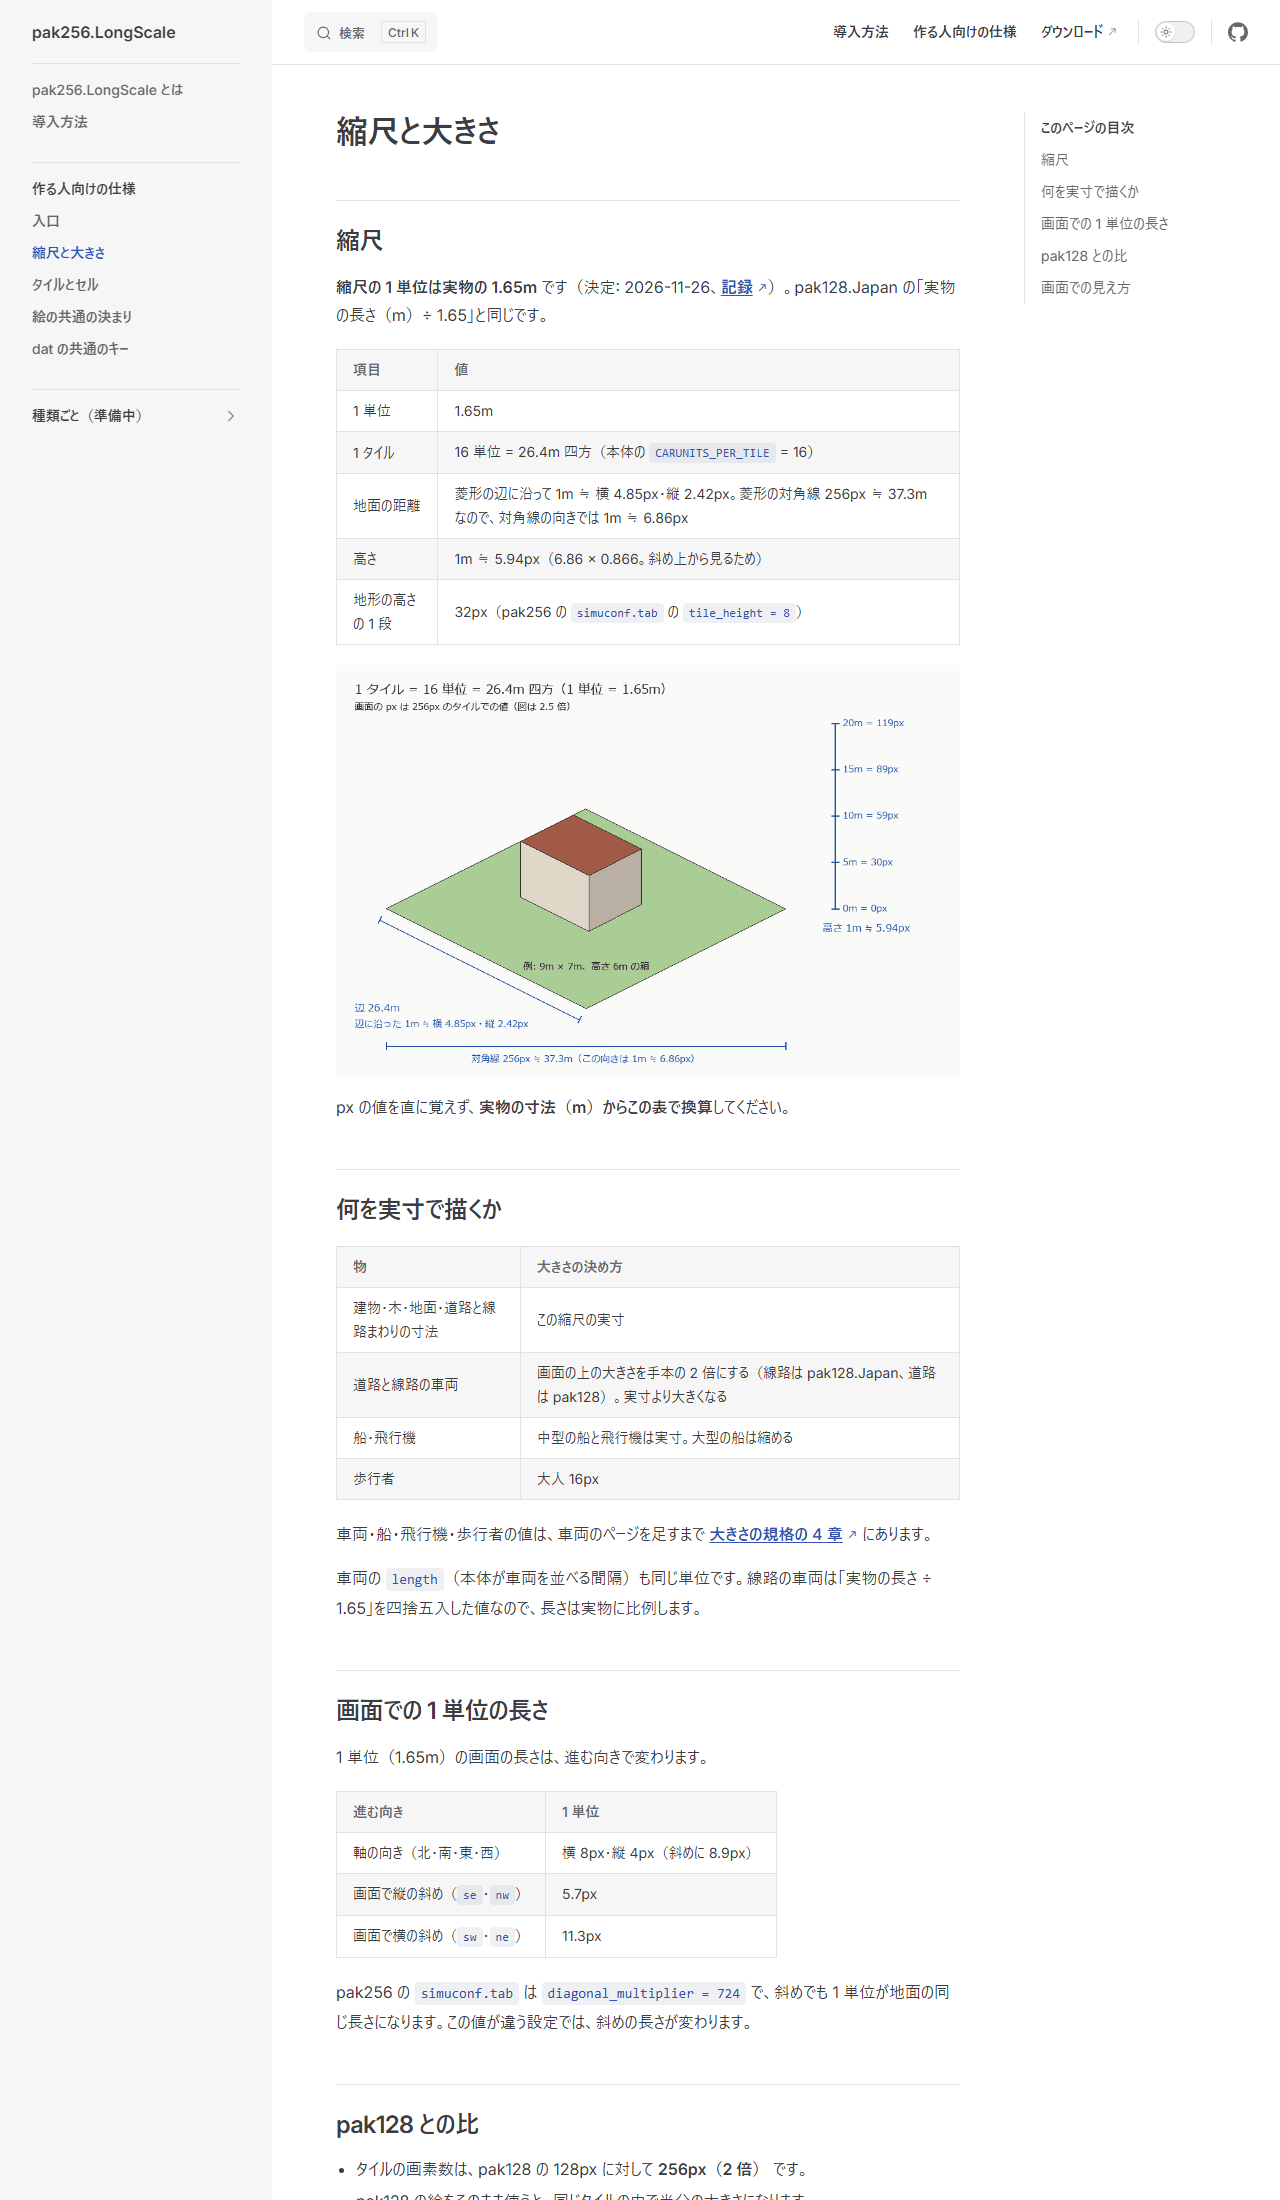 pak256.LongScale
検索 Ctrl K
導入方法 作る人向けの仕様 ダウンロード
pak256.LongScale とは
導入方法
作る人向けの仕様
入口
縮尺と大きさ
タイルとセル
絵の共通の決まり
dat の共通のキー
種類ごと（準備中）
縮尺と大きさ
このページの目次
縮尺
何を実寸で描くか
画面での 1 単位の長さ
pak128 との比
画面での見え方
縮尺
縮尺の 1 単位は実物の 1.65m です（決定: 2026-11-26、記録）。pak128.Japan の「実物
の長さ（m）÷ 1.65」と同じです。
項目 値
1 単位 1.65m
1 タイル 16 単位 = 26.4m 四方（本体の CARUNITS_PER_TILE = 16）
地面の距離 菱形の辺に沿って 1m ≒ 横 4.85px・縦 2.42px。菱形の対角線 256px ≒ 37.3m
なので、対角線の向きでは 1m ≒ 6.86px
高さ 1m ≒ 5.94px（6.86 × 0.866。斜め上から見るため）
地形の高さ
の 1 段 32px（pak256 の simuconf.tab の tile_height = 8）
1 タイル = 16 単位 = 26.4m 四方（1 単位 = 1.65m）
画面の px は 256px のタイルでの値（図は 2.5 倍）
20m = 119px
15m = 89px
10m = 59px
5m = 30px
0m = 0px
高さ 1m ≒ 5.94px
例: 9m × 7m、高さ 6m の箱
辺 26.4m
辺に沿った 1m ≒ 横 4.85px・縦 2.42px
対角線 256px ≒ 37.3m（この向きは 1m ≒ 6.86px）
px の値を直に覚えず、実物の寸法（m）からこの表で換算してください。
何を実寸で描くか
物 大きさの決め方
建物・木・地面・道路と線
路まわりの寸法 この縮尺の実寸
道路と線路の車両 画面の上の大きさを手本の 2 倍にする（線路は pak128.Japan、道路
は pak128）。実寸より大きくなる
船・飛行機 中型の船と飛行機は実寸。大型の船は縮める
歩行者 大人 16px
車両・船・飛行機・歩行者の値は、車両のページを足すまで 大きさの規格の 4 章 にあります。
車両の length（本体が車両を並べる間隔）も同じ単位です。線路の車両は「実物の長さ ÷
1.65」を四捨五入した値なので、長さは実物に比例します。
画面での 1 単位の長さ
1 単位（1.65m）の画面の長さは、進む向きで変わります。
進む向き 1 単位
軸の向き（北・南・東・西） 横 8px・縦 4px（斜めに 8.9px）
画面で縦の斜め（se・nw） 5.7px
画面で横の斜め（sw・ne） 11.3px
pak256 の simuconf.tab は diagonal_multiplier = 724 で、斜めでも 1 単位が地面の同
じ長さになります。この値が違う設定では、斜めの長さが変わります。
pak128 との比
• タイルの画素数は、pak128 の 128px に対して 256px（2 倍） です。
pak128 の絵をそのまま使うと、同じタイルの中で半分の大きさになります。